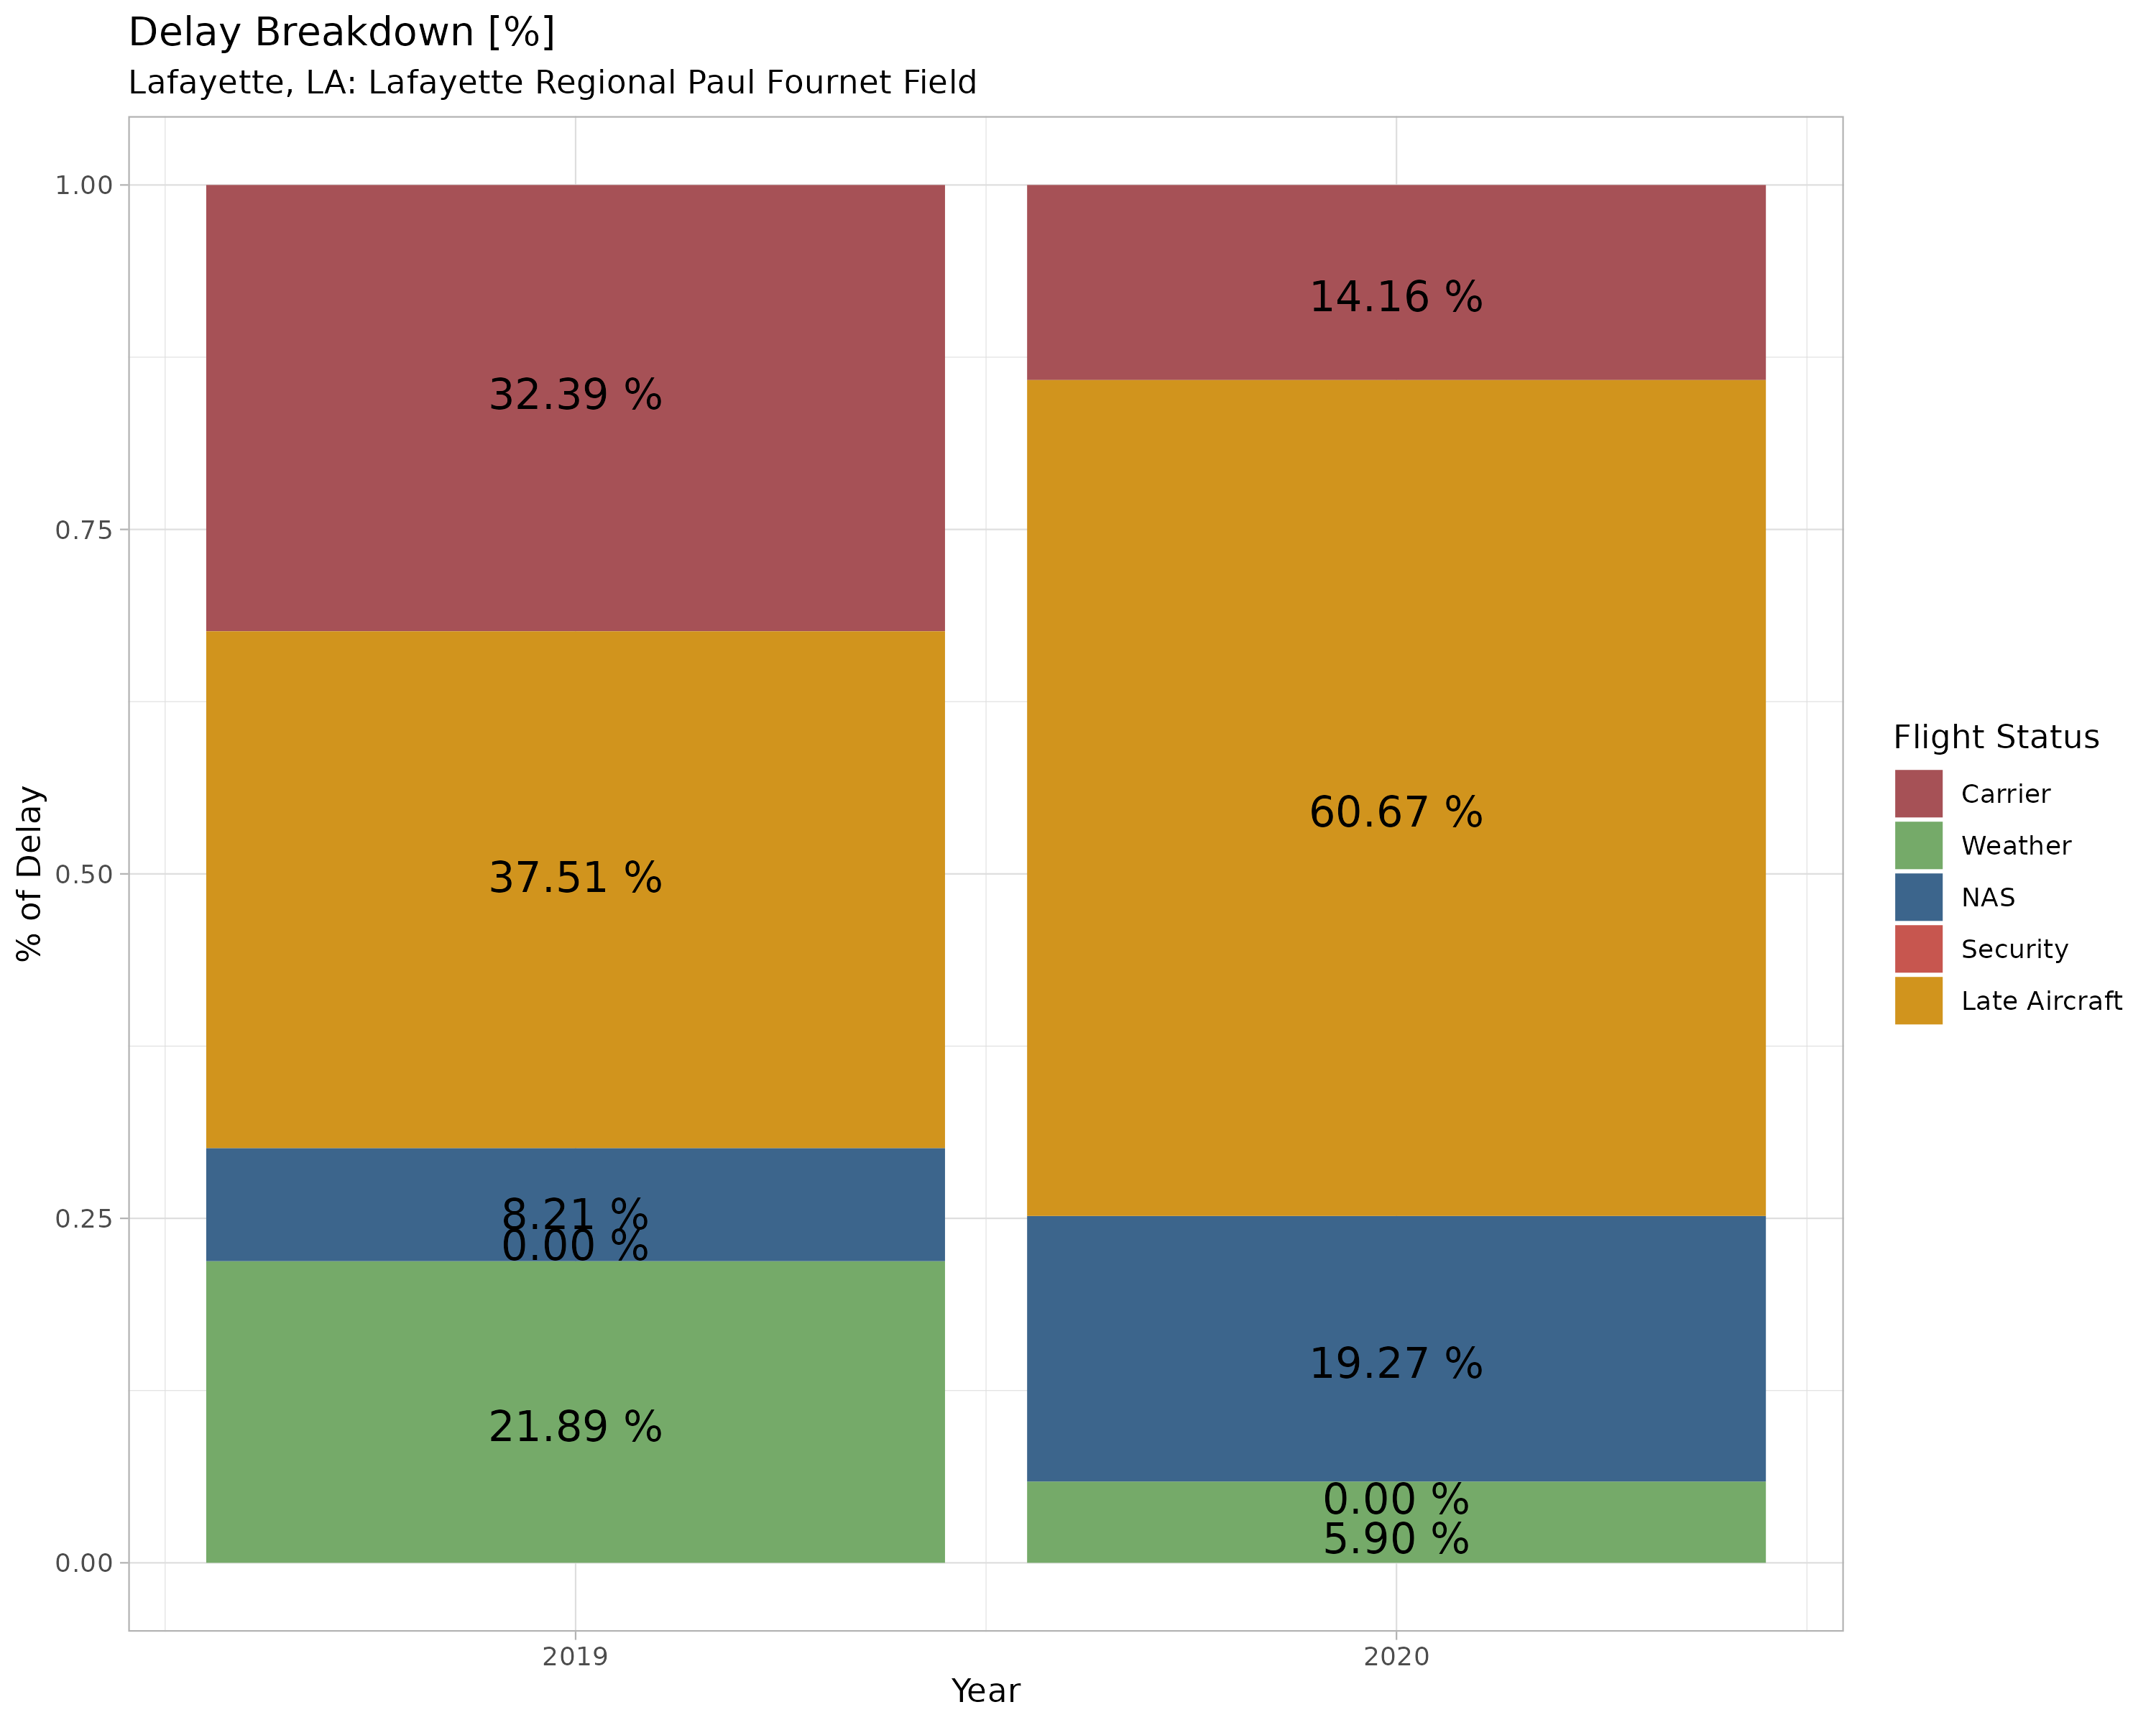 Delay Breakdown [%]
Lafayette, LA: Lafayette Regional Paul Fournet Field
% of Delay
1.00
0.75
0.50
0.25
0.00
32.39 %
37.51 %
8.21 %
0.00 %
21.89 %
14.16 %
60.67 %
19.27 %
0.00 %
5.90 %
2019
2020
Year
Flight Status
Carrier
Weather
NAS
Security
Late Aircraft